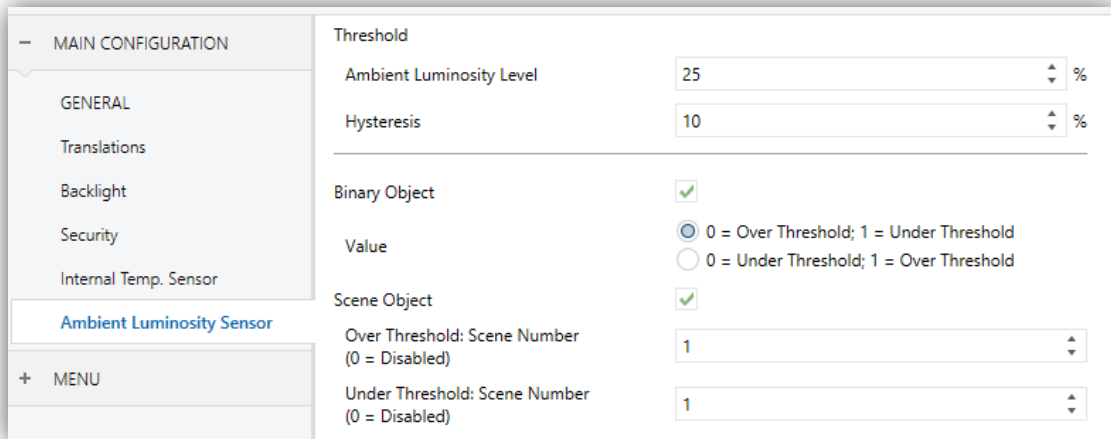 − MAIN CONFIGURATION
GENERAL
Translations
Backlight
Security
Internal Temp. Sensor
Ambient Luminosity Sensor
+ MENU
Threshold
Ambient Luminosity Level 25 %
Hysteresis 10 %
Binary Object
Value
0 = Over Threshold; 1 = Under Threshold
0 = Under Threshold; 1 = Over Threshold
Scene Object
Over Threshold: Scene Number
(0 = Disabled)
1
Under Threshold: Scene Number
(0 = Disabled)
1